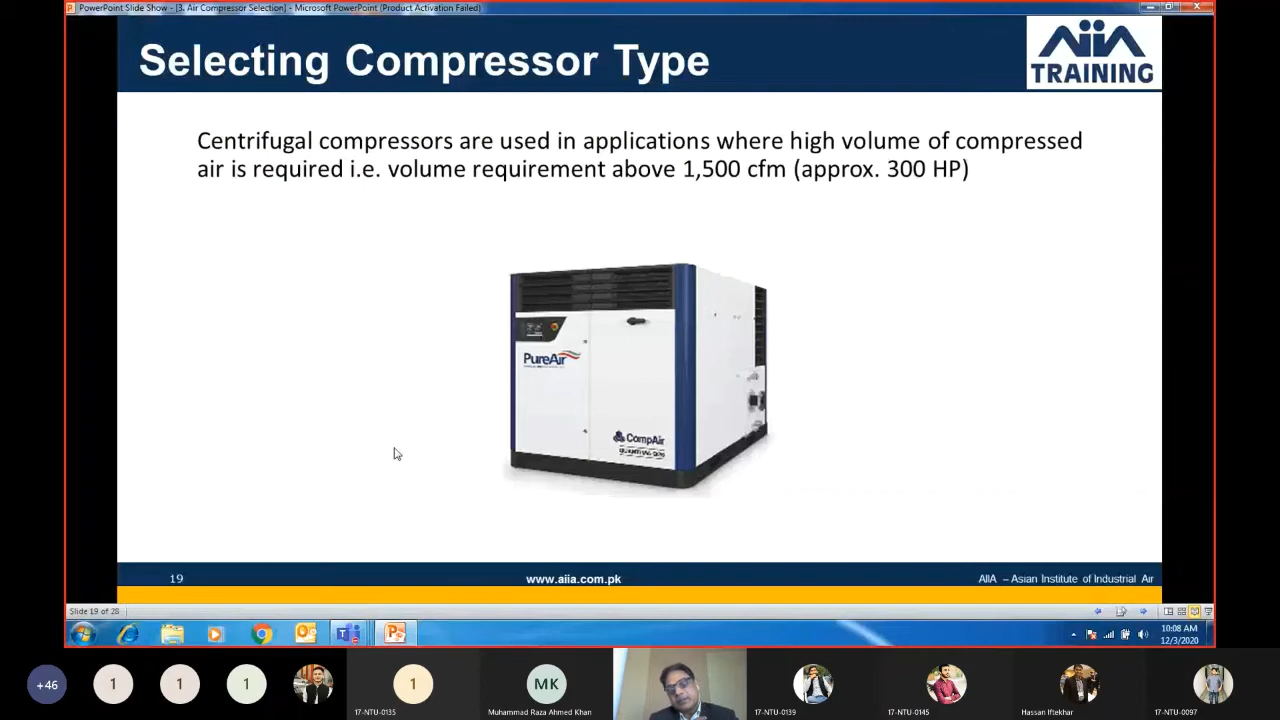 PowerPoint Slide Show - [3. Air Compressor Selection] - Microsoft PowerPoint (Product Activation Failed)
Selecting Compressor Type
AIIA
TRAINING
Centrifugal compressors are used in applications where high volume of compressed
air is required i.e. volume requirement above 1,500 cfm (approx. 300 HP)
PureAir
CompAir
19
www.aiia.com.pk
AIIA – Asian Institute of Industrial Air
Slide 19 of 28
10:08 AM
12/3/2020
+46
1
1
1
1
MK
17-NTU-0135
Muhammad Raza Ahmed Khan
17-NTU-0139
17-NTU-0145
Hassan Iftekhar
17-NTU-0097